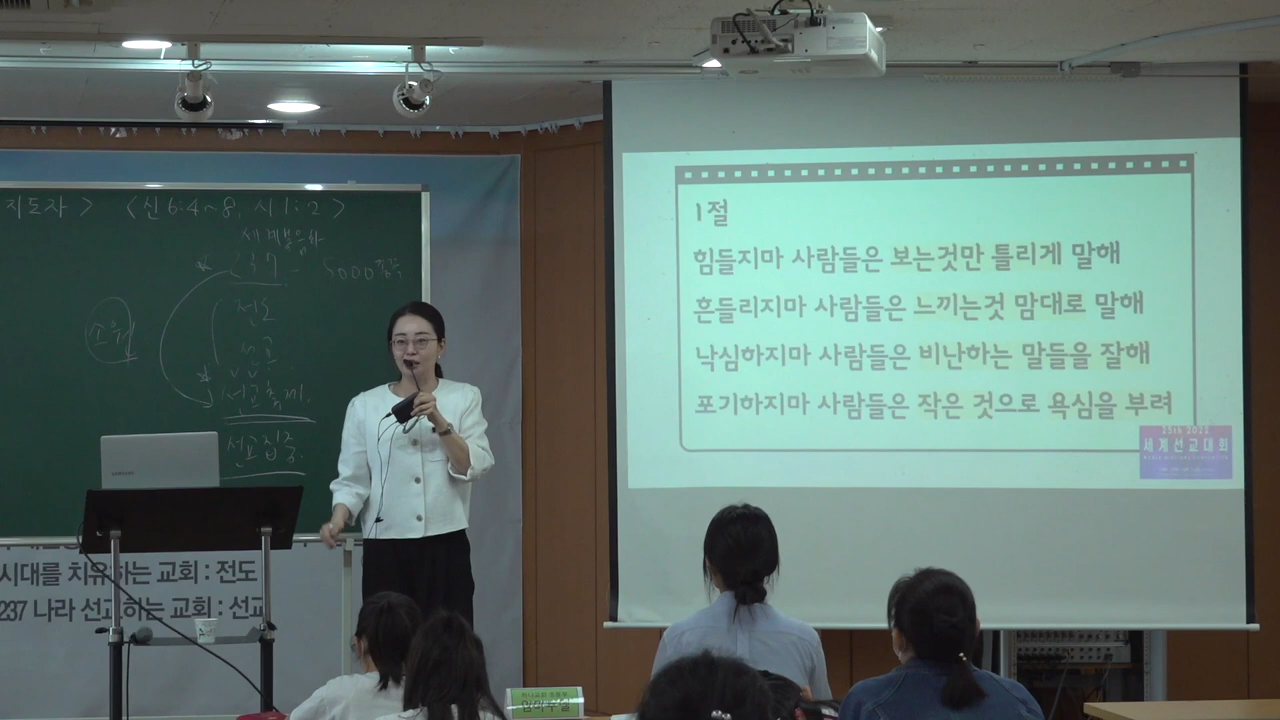 지도자 > <신 6:4~8, 시 1:2>
세계복음화
237 - 5000종족
전도
선교
선교집중
시대를 치유하는 교회 : 전도
237 나라 선교하는 교회 : 선교
1절
힘들지마 사람들은 보는것만 틀리게 말해
흔들리지마 사람들은 느끼는것 맘대로 말해
낙심하지마 사람들은 비난하는 말들을 잘해
포기하지마 사람들은 작은 것으로 욕심을 부려
세계선교대회